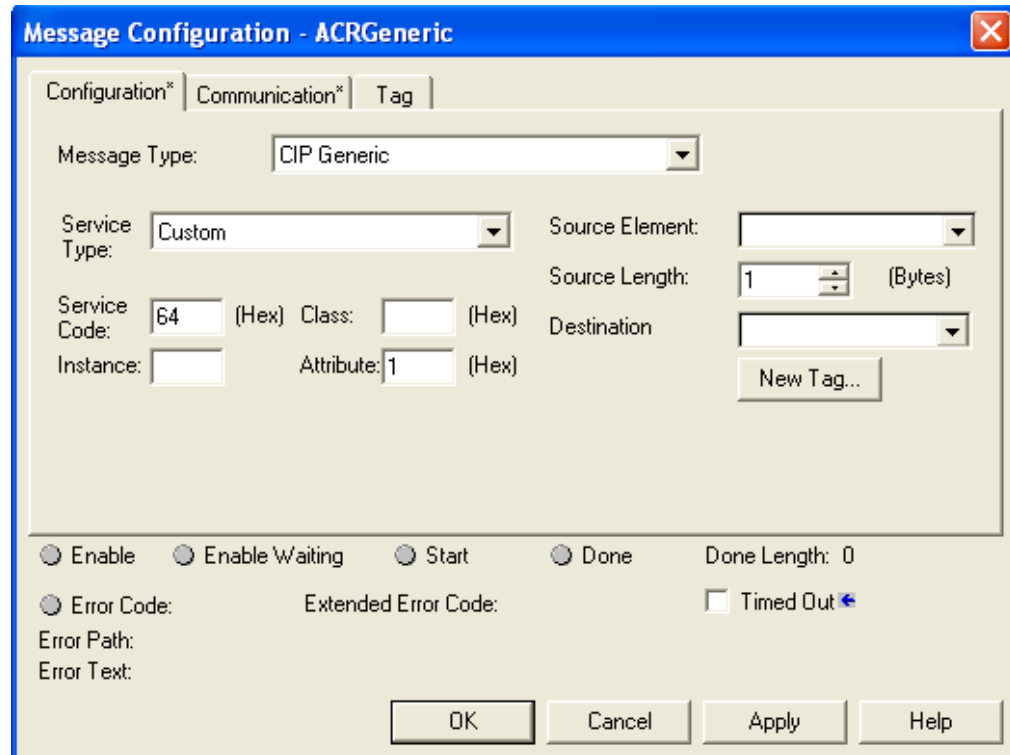 Message Configuration - ACRGeneric
Configuration* Communication* Tag
Message Type: CIP Generic
Service Type: Custom
Source Element:
Source Length: 1 (Bytes)
Service Code: 64 (Hex) Class: (Hex)
Destination
Instance: Attribute: 1 (Hex)
New Tag...
Enable Enable Waiting Start Done Done Length: 0
Error Code: Extended Error Code: Timed Out
Error Path:
Error Text:
OK Cancel Apply Help